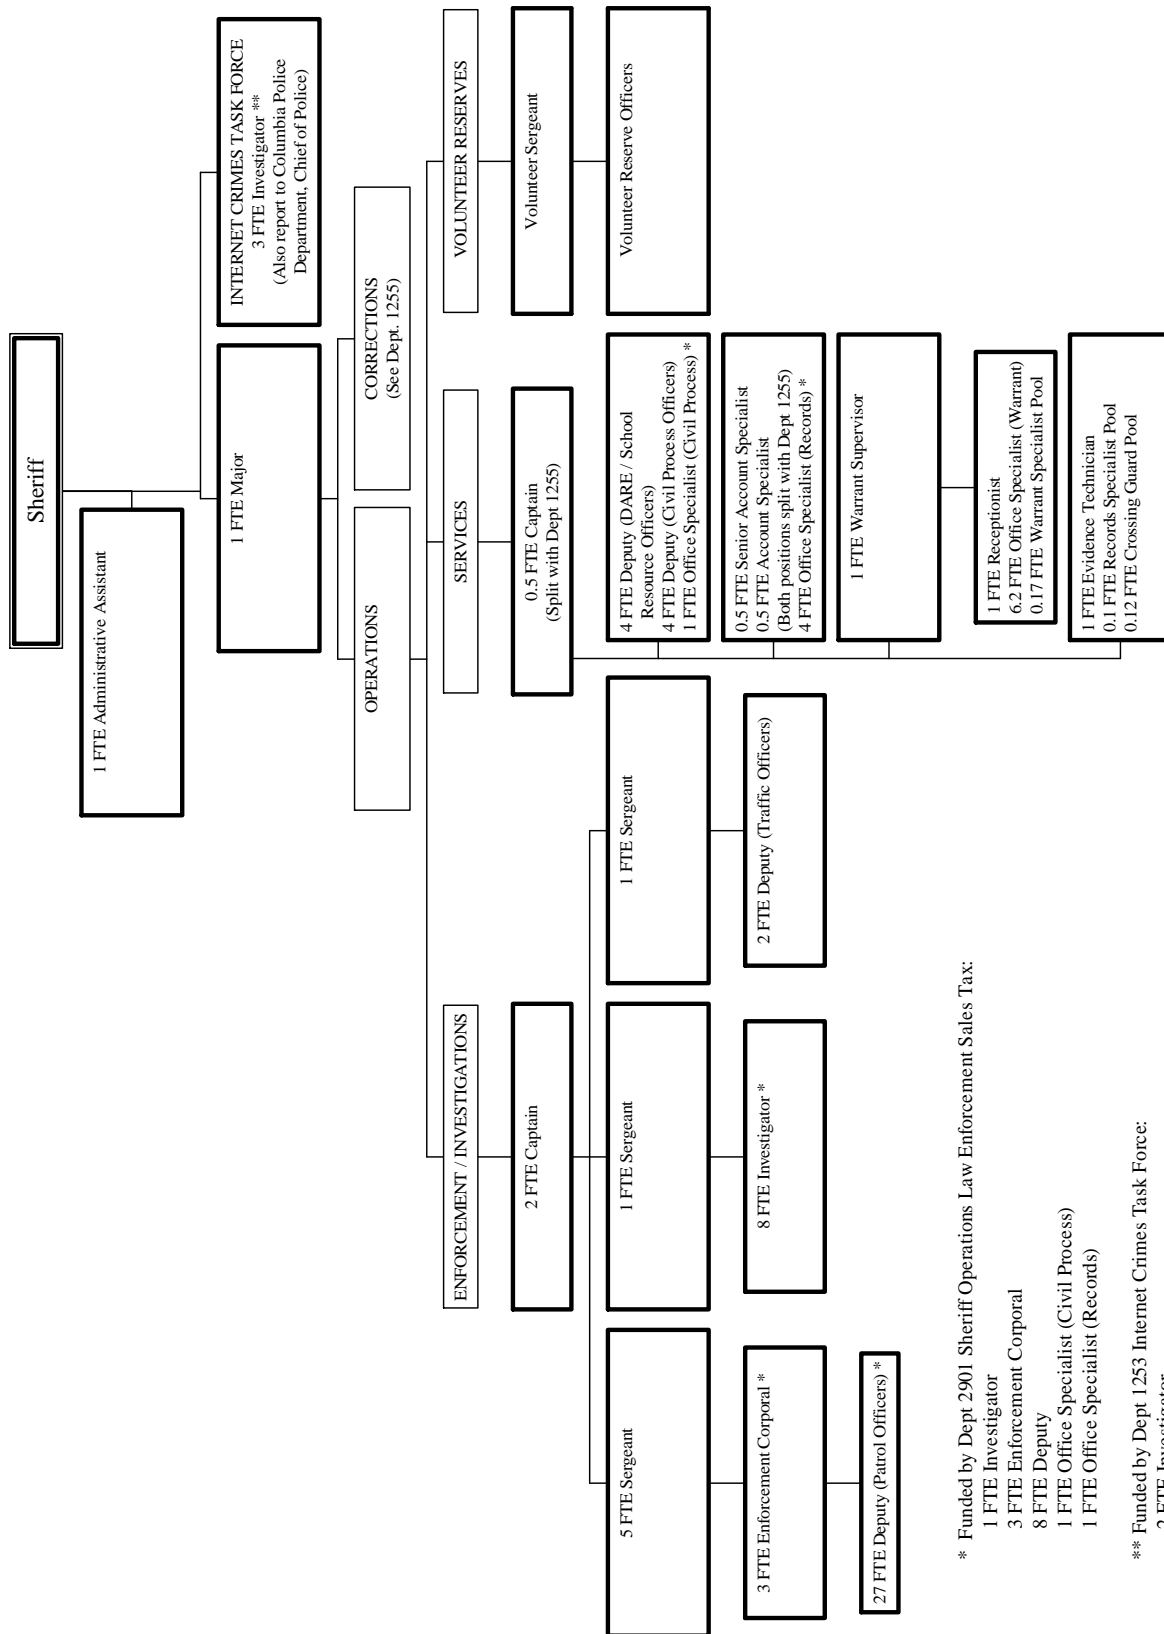 Sheriff
1 FTE Administrative Assistant
INTERNET CRIMES TASK FORCE
3 FTE Investigator **
(Also report to Columbia Police
Department, Chief of Police)
1 FTE Major
OPERATIONS
CORRECTIONS
(See Dept. 1255)
ENFORCEMENT / INVESTIGATIONS
SERVICES
VOLUNTEER RESERVES
2 FTE Captain
0.5 FTE Captain
(Split with Dept 1255)
Volunteer Sergeant
5 FTE Sergeant
1 FTE Sergeant
1 FTE Sergeant
4 FTE Deputy (DARE / School
Resource Officers)
4 FTE Deputy (Civil Process Officers)
1 FTE Office Specialist (Civil Process) *
Volunteer Reserve Officers
3 FTE Enforcement Corporal *
8 FTE Investigator *
2 FTE Deputy (Traffic Officers)
0.5 FTE Senior Account Specialist
0.5 FTE Account Specialist
(Both positions split with Dept 1255)
4 FTE Office Specialist (Records) *
27 FTE Deputy (Patrol Officers) *
1 FTE Warrant Supervisor
1 FTE Receptionist
6.2 FTE Office Specialist (Warrant)
0.17 FTE Warrant Specialist Pool
1 FTE Evidence Technician
0.1 FTE Records Specialist Pool
0.12 FTE Crossing Guard Pool
* Funded by Dept 2901 Sheriff Operations Law Enforcement Sales Tax:
1 FTE Investigator
3 FTE Enforcement Corporal
8 FTE Deputy
1 FTE Office Specialist (Civil Process)
1 FTE Office Specialist (Records)
** Funded by Dept 1253 Internet Crimes Task Force:
2 FTE Investigator